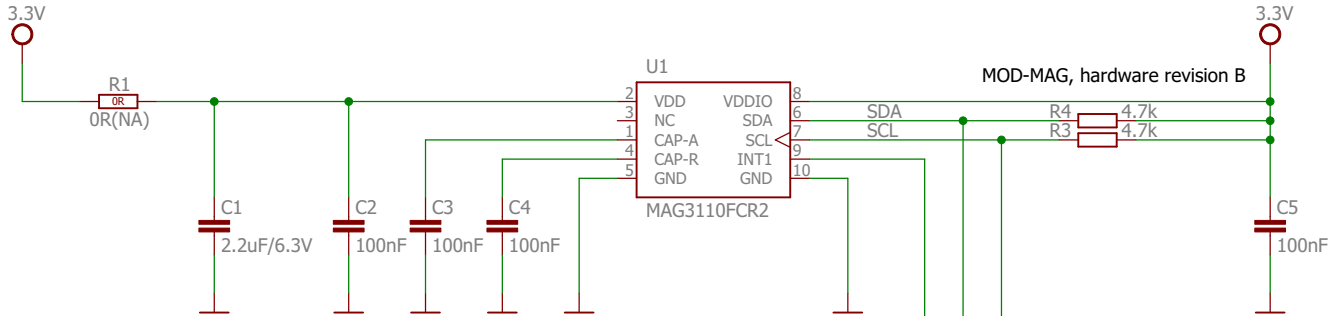 3.3V
3.3V
U1
MOD-MAG, hardware revision B
R1
0R
0R(NA)
2 VDD VDDIO 8
3 NC SDA 6 SDA R4 4.7k
1 CAP-A SCL 7 SCL R3 4.7k
4 CAP-R INT1 9
5 GND GND 10
MAG3110FCR2
C1
2.2uF/6.3V
C2
100nF
C3
100nF
C4
100nF
C5
100nF